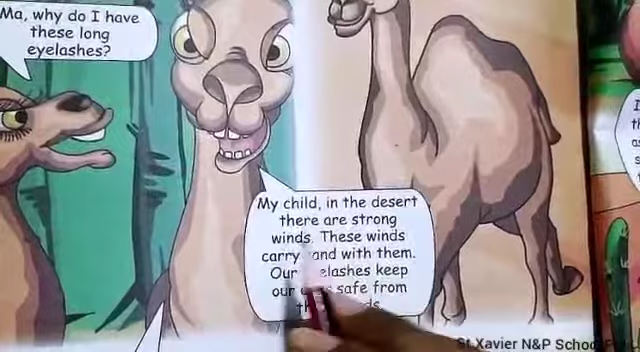 Ma, why do I have
these long
eyelashes?
My child, in the desert
there are strong
winds. These winds
carry and with them.
Our elashes keep
our safe from
St.Xavier N&P School